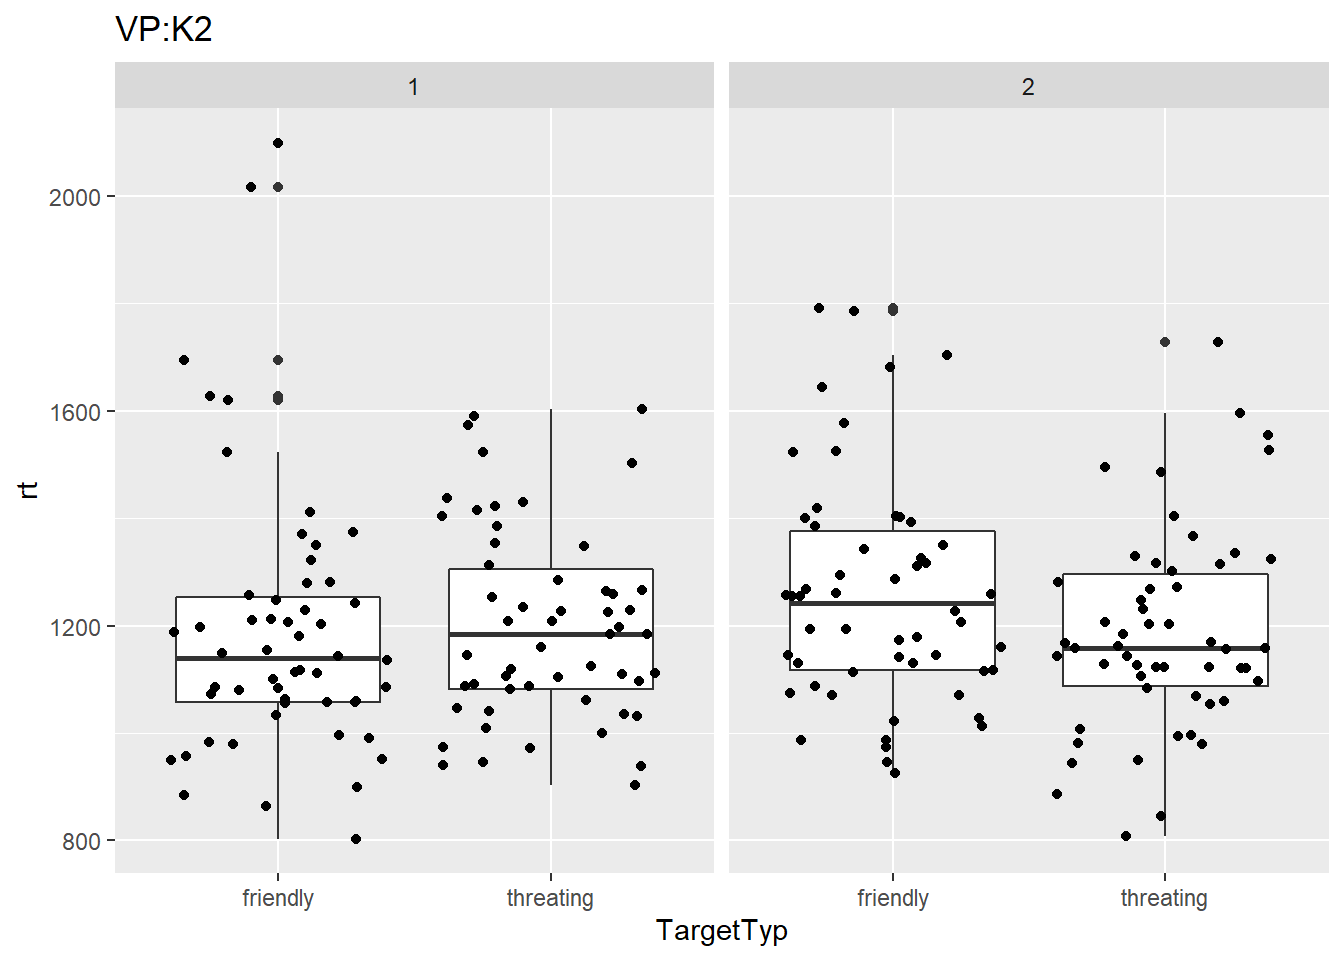 VP:K2
1
2
2000
1600
1200
800
rt
friendly
threating
friendly
threating
TargetTyp